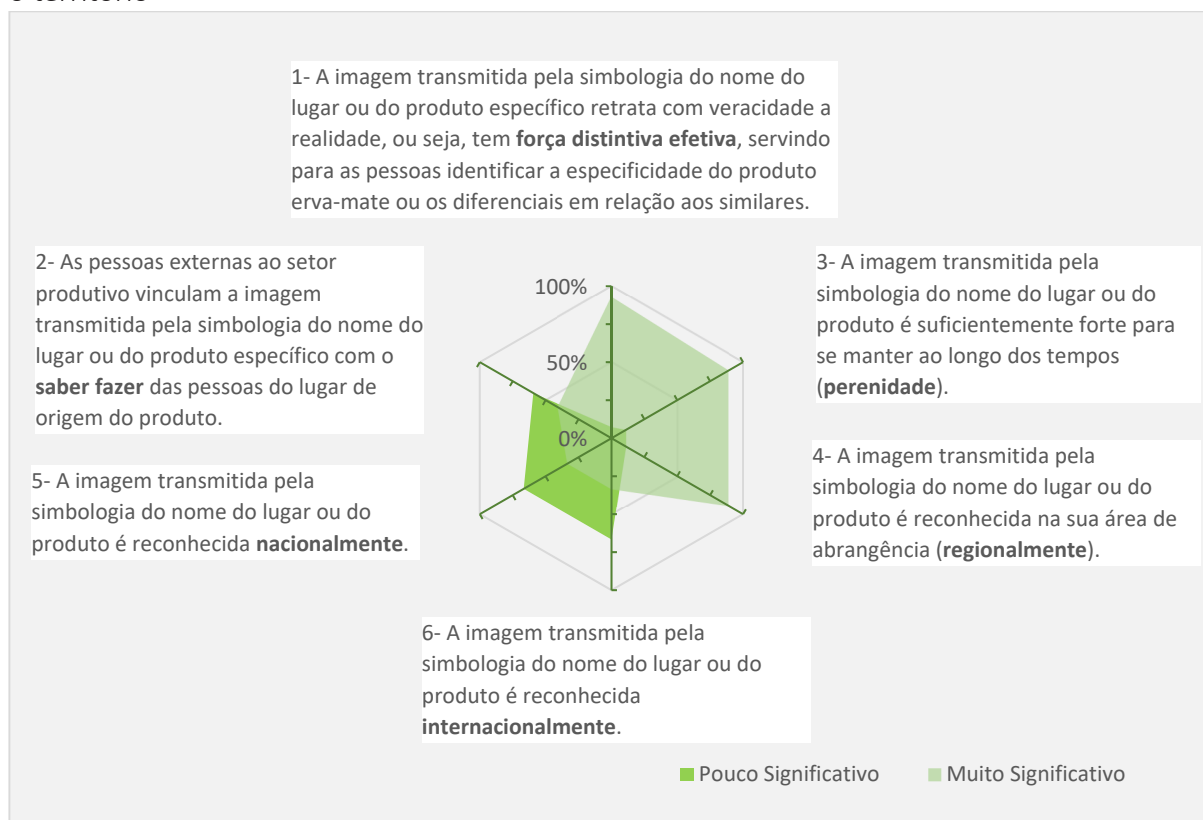 1- A imagem transmitida pela simbologia do nome do
lugar ou do produto específico retrata com veracidade a
realidade, ou seja, tem força distintiva efetiva, servindo
para as pessoas identificar a especificidade do produto
erva-mate ou os diferenciais em relação aos similares.
2- As pessoas externas ao setor
produtivo vinculam a imagem
transmitida pela simbologia do nome do
lugar ou do produto específico com o
saber fazer das pessoas do lugar de
origem do produto.
100%
50%
0%
3- A imagem transmitida pela
simbologia do nome do lugar ou do
produto é suficientemente forte para
se manter ao longo dos tempos
(perenidade).
5- A imagem transmitida pela
simbologia do nome do lugar ou do
produto é reconhecida nacionalmente.
4- A imagem transmitida pela
simbologia do nome do lugar ou do
produto é reconhecida na sua área de
abrangência (regionalmente).
6- A imagem transmitida pela
simbologia do nome do lugar ou do
produto é reconhecida
internacionalmente.
Pouco Significativo
Muito Significativo